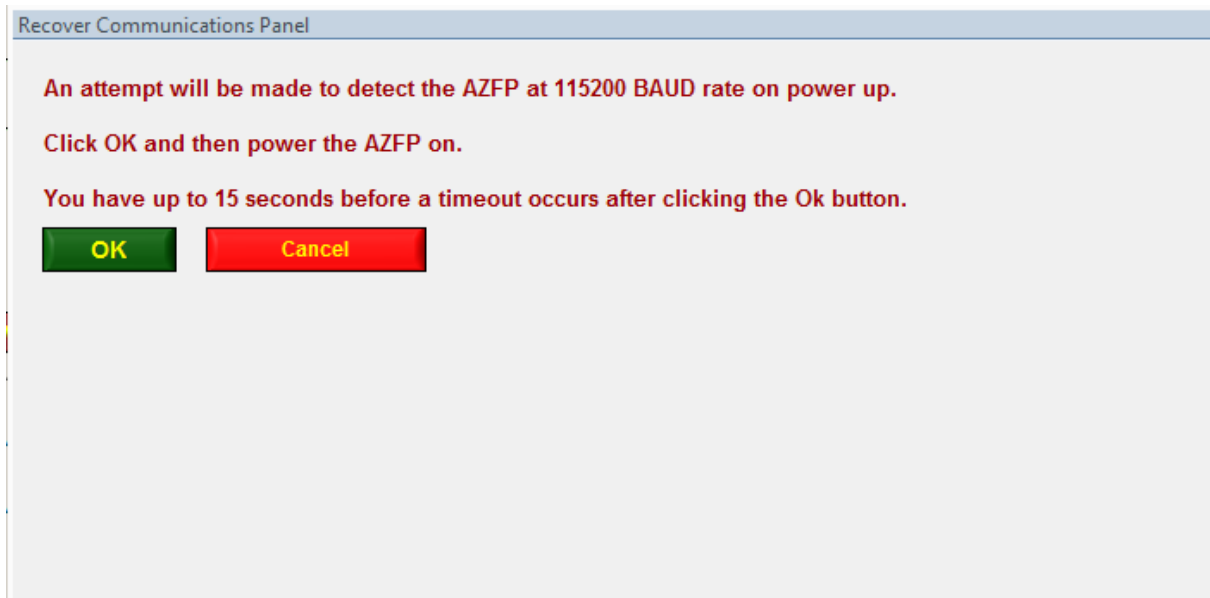 Recover Communications Panel
An attempt will be made to detect the AZFP at 115200 BAUD rate on power up.
Click OK and then power the AZFP on.
You have up to 15 seconds before a timeout occurs after clicking the Ok button.
OK Cancel